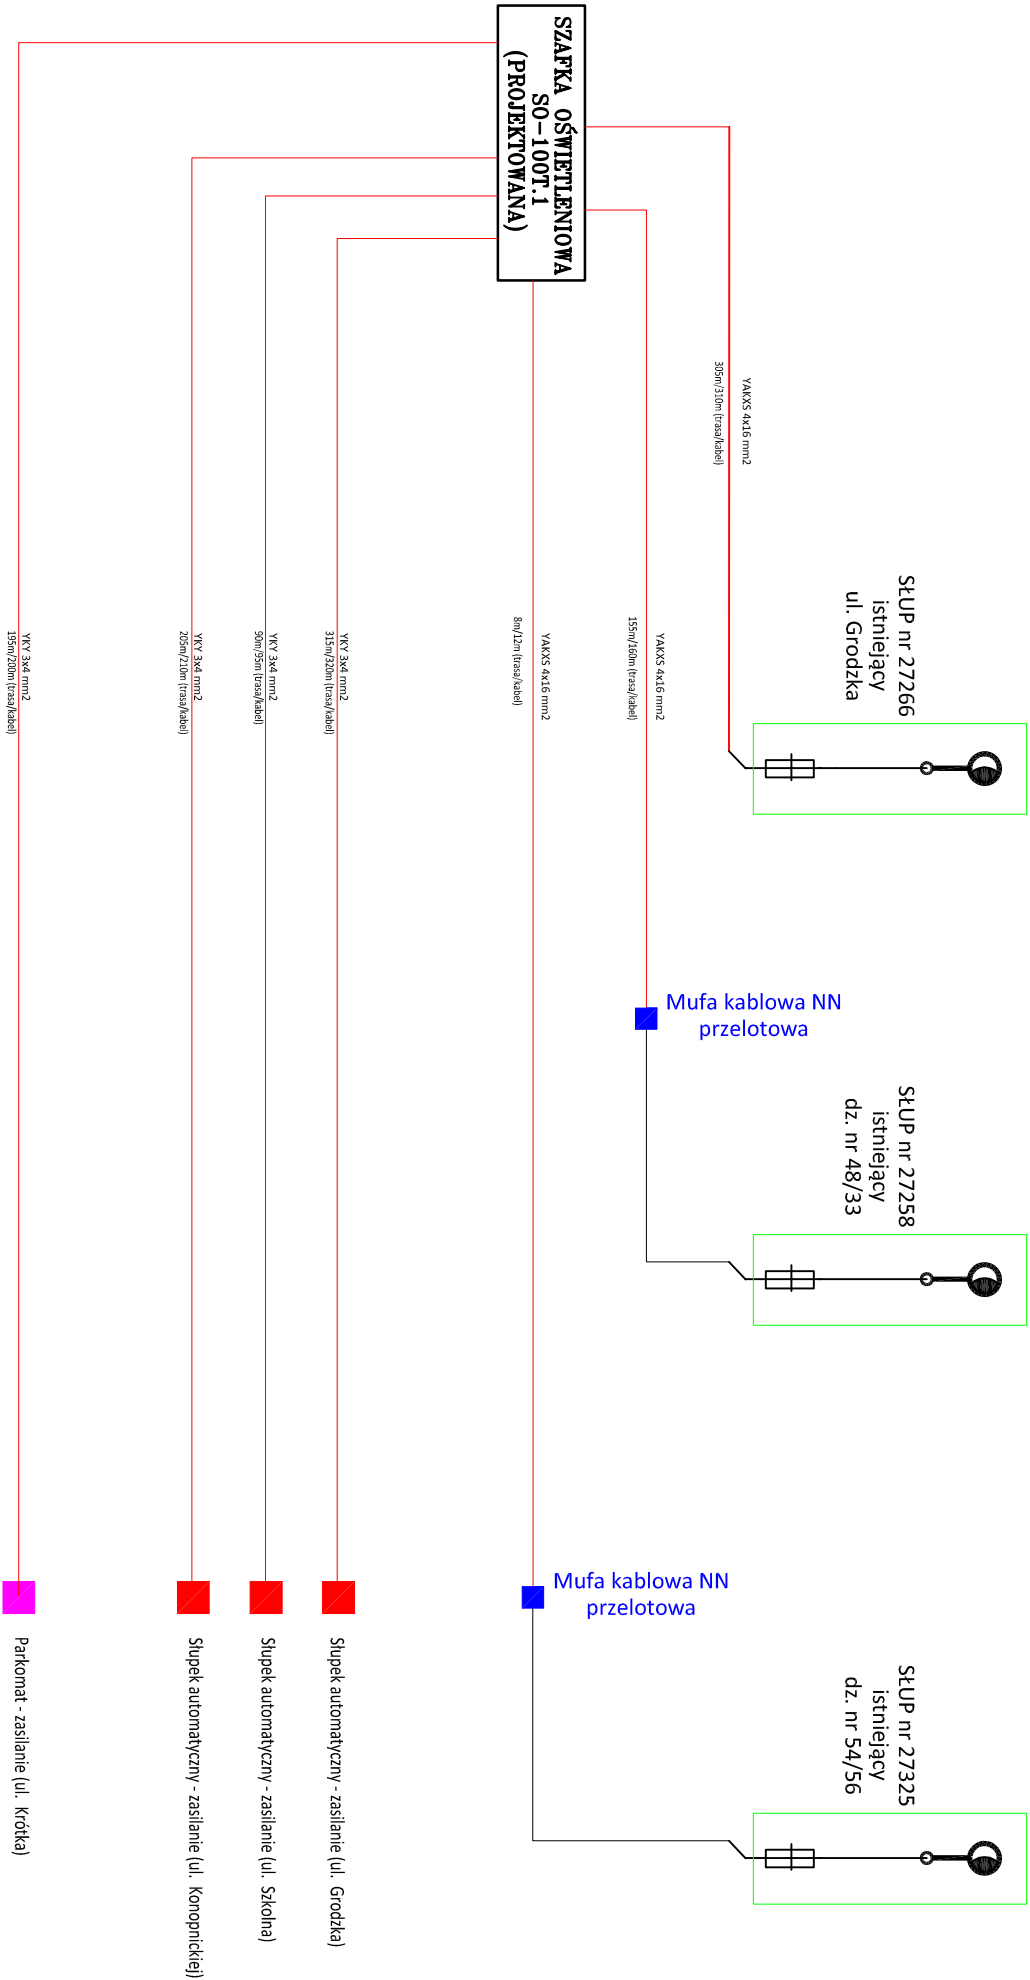 SZAFKA OŚWIETLENIOWA
SO-100T.1
(PROJEKTOWANA)
YAKXS 4x16 mm2
305m/310m (trasa/kabel)
SŁUP nr 27266
istniejący
ul. Grodzka
YAKXS 4x16 mm2
155m/160m (trasa/kabel)
Mufa kablowa NN
przelotowa
SŁUP nr 27258
istniejący
dz. nr 48/33
YAKXS 4x16 mm2
8m/12m (trasa/kabel)
Mufa kablowa NN
przelotowa
SŁUP nr 27325
istniejący
dz. nr 54/56
YKY 3x4 mm2
315m/320m (trasa/kabel)
Słupek automatyczny - zasilanie (ul. Grodzka)
YKY 3x4 mm2
90m/95m (trasa/kabel)
Słupek automatyczny - zasilanie (ul. Szkolna)
YKY 3x4 mm2
205m/210m (trasa/kabel)
Słupek automatyczny - zasilanie (ul. Konopnickiej)
YKY 3x4 mm2
195m/200m (trasa/kabel)
Parkomat - zasilanie (ul. Krótka)